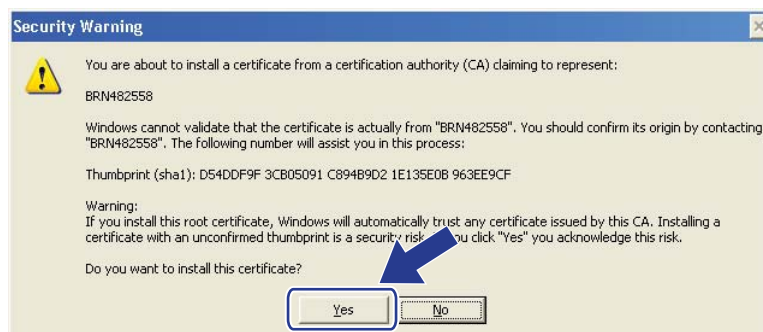 Security Warning
You are about to install a certificate from a certification authority (CA) claiming to represent:
BRN482558
Windows cannot validate that the certificate is actually from "BRN482558". You should confirm its origin by contacting
"BRN482558". The following number will assist you in this process:
Thumbprint (sha1): D54DDF9F 3CB05091 C894B9D2 1E135E0B 963EE9CF
Warning:
If you install this root certificate, Windows will automatically trust any certificate issued by this CA. Installing a
certificate with an unconfirmed thumbprint is a security risk. click "Yes" you acknowledge this risk.
Do you want to install this certificate?
Yes No